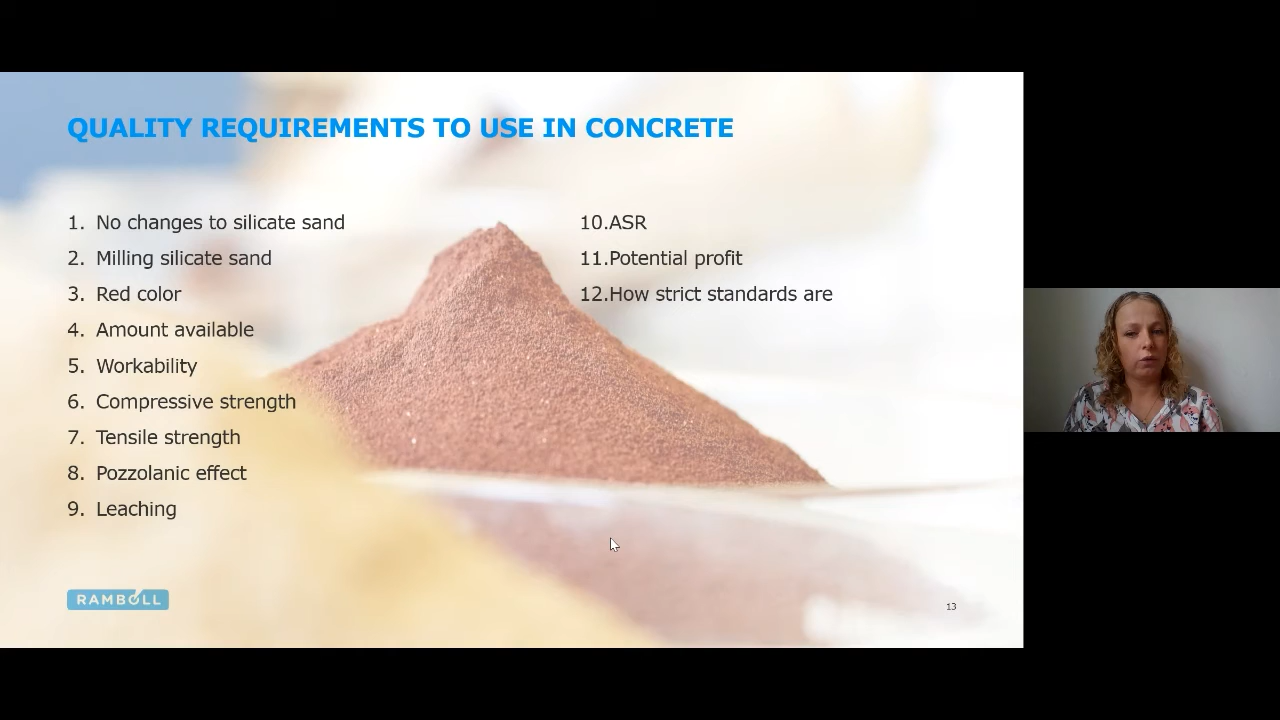 QUALITY REQUIREMENTS TO USE IN CONCRETE
1. No changes to silicate sand
2. Milling silicate sand
3. Red color
4. Amount available
5. Workability
6. Compressive strength
7. Tensile strength
8. Pozzolanic effect
9. Leaching
10.ASR
11.Potential profit
12.How strict standards are
RAMBOLL
13